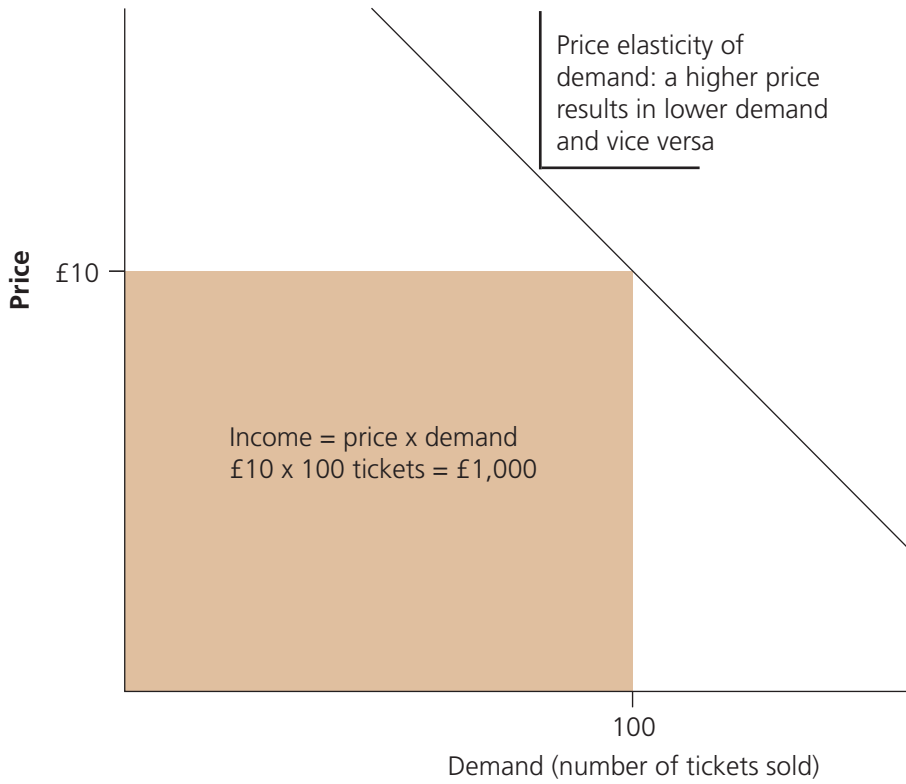 Price elasticity of
demand: a higher price
results in lower demand
and vice versa
Price
£10
Income = price x demand
£10 x 100 tickets = £1,000
100
Demand (number of tickets sold)